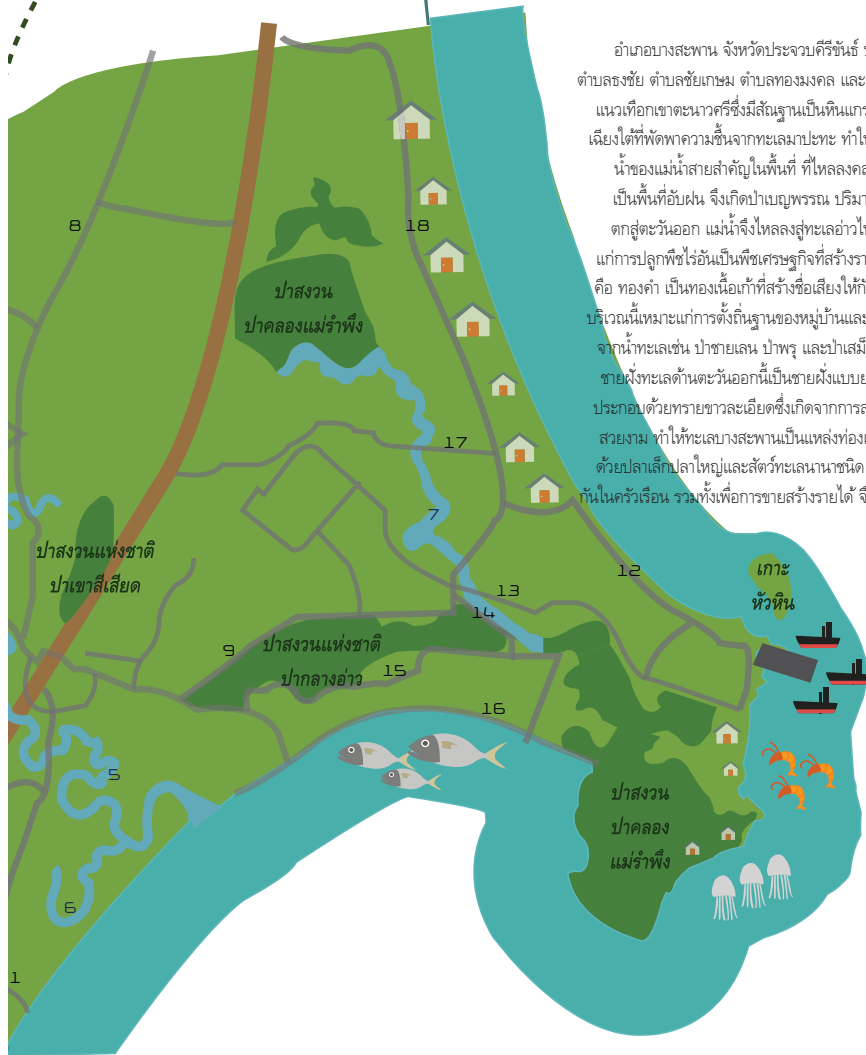 อำเภอบางสะพาน จังหวัดประจวบคีรีขันธ์
ตำบลธงชัย ตำบลชัยเกษม ตำบลทองมงคล และ
แนวเทือกเขาตะนาวศรีซึ่งมีสัณฐานเป็นหินแกร
เฉียงใต้ที่พัดพาความชื้นจากทะเลมาปะทะ ทำให้
น้ำของแม่น้ำสายสำคัญในพื้นที่ ที่ไหลลงคล
เป็นพื้นที่อับฝน จึงเกิดป่าเบญพรรณ ปริมา
ตกสู่ตะวันออก แม่น้ำจึงไหลลงสู่ทะเลอ่าวไท
แก่การปลูกพืชไร่อันเป็นพืชเศรษฐกิจที่สร้างรา
คือ ทองคำ เป็นทองเนื้อเก้าที่สร้างชื่อเสียงให้กั
บริเวณนี้เหมาะแก่การตั้งถิ่นฐานของหมู่บ้านและ
จากน้ำทะเลเช่น ป่าชายเลน ป่าพรุ และป่าเสม็
ชายฝั่งทะเลด้านตะวันออกนี้เป็นชายฝั่งแบบย
ประกอบด้วยทรายขาวละเอียดซึ่งเกิดจากการส
สวยงาม ทำให้ทะเลบางสะพานเป็นแหล่งท่องเ
ด้วยปลาเล็กปลาใหญ่และสัตว์ทะเลนานาชนิด
กันในครัวเรือน รวมทั้งเพื่อการขายสร้างรายได้ จึ
8
18
ป่าสงวน
ป่าคลองแม่รำพึง
17
7
ป่าสงวนแห่งชาติ
ป่าเขาสีเสียด
12
เกาะ
หัวหิน
13
14
9
ป่าสงวนแห่งชาติ
ป่ากลางอ่าว
15
16
5
ป่าสงวน
ป่าคลอง
แม่รำพึง
6
1